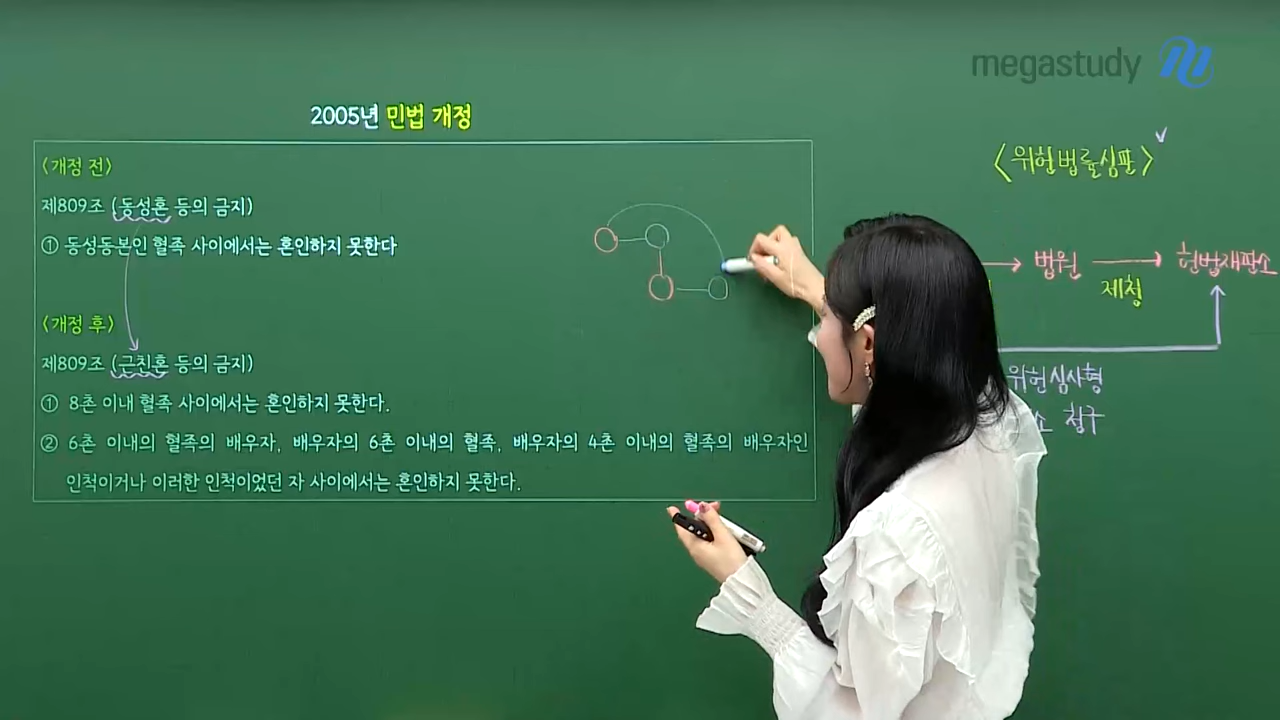 megastudy
2005년 민법 개정
〈개정 전〉
제809조 (동성혼 등의 금지)
① 동성동본인 혈족 사이에서는 혼인하지 못한다
〈개정 후〉
제809조 (근친혼 등의 금지)
① 8촌 이내 혈족 사이에서는 혼인하지 못한다.
② 6촌 이내의 혈족의 배우자, 배우자의 6촌 이내의 혈족, 배우자의 4촌 이내의 혈족의 배우자인
인척이거나 이러한 인척이었던 자 사이에서는 혼인하지 못한다.
〈위헌법률심판〉
법원
헌법재판소
제청
위헌심사형
소 청구